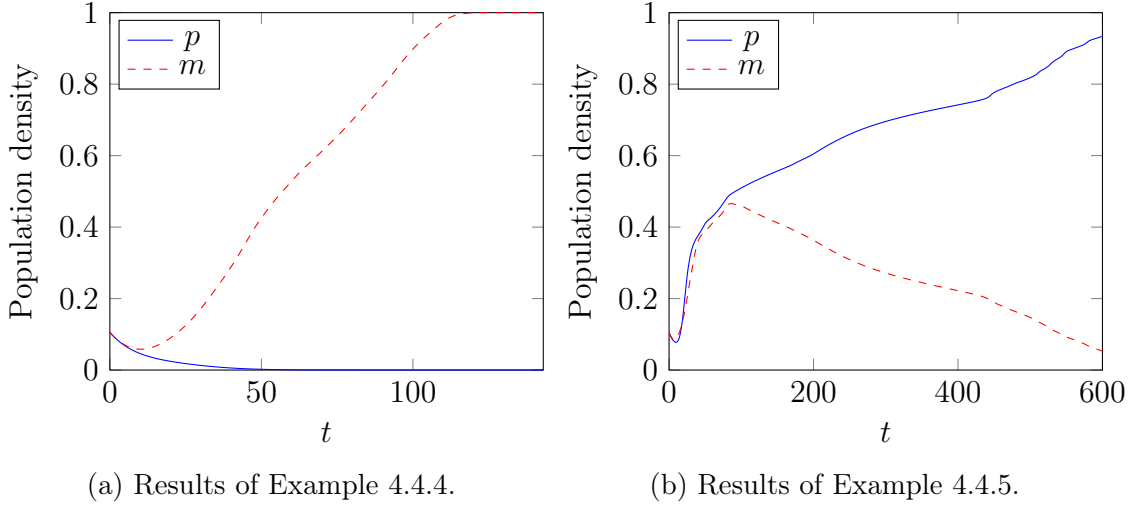 1
0.8
0.6
0.4
0.2
0
0
50
100
Population density
t
p
m
(a) Results of Example 4.4.4.
1
0.8
0.6
0.4
0.2
0
0
200
400
600
Population density
t
p
m
(b) Results of Example 4.4.5.